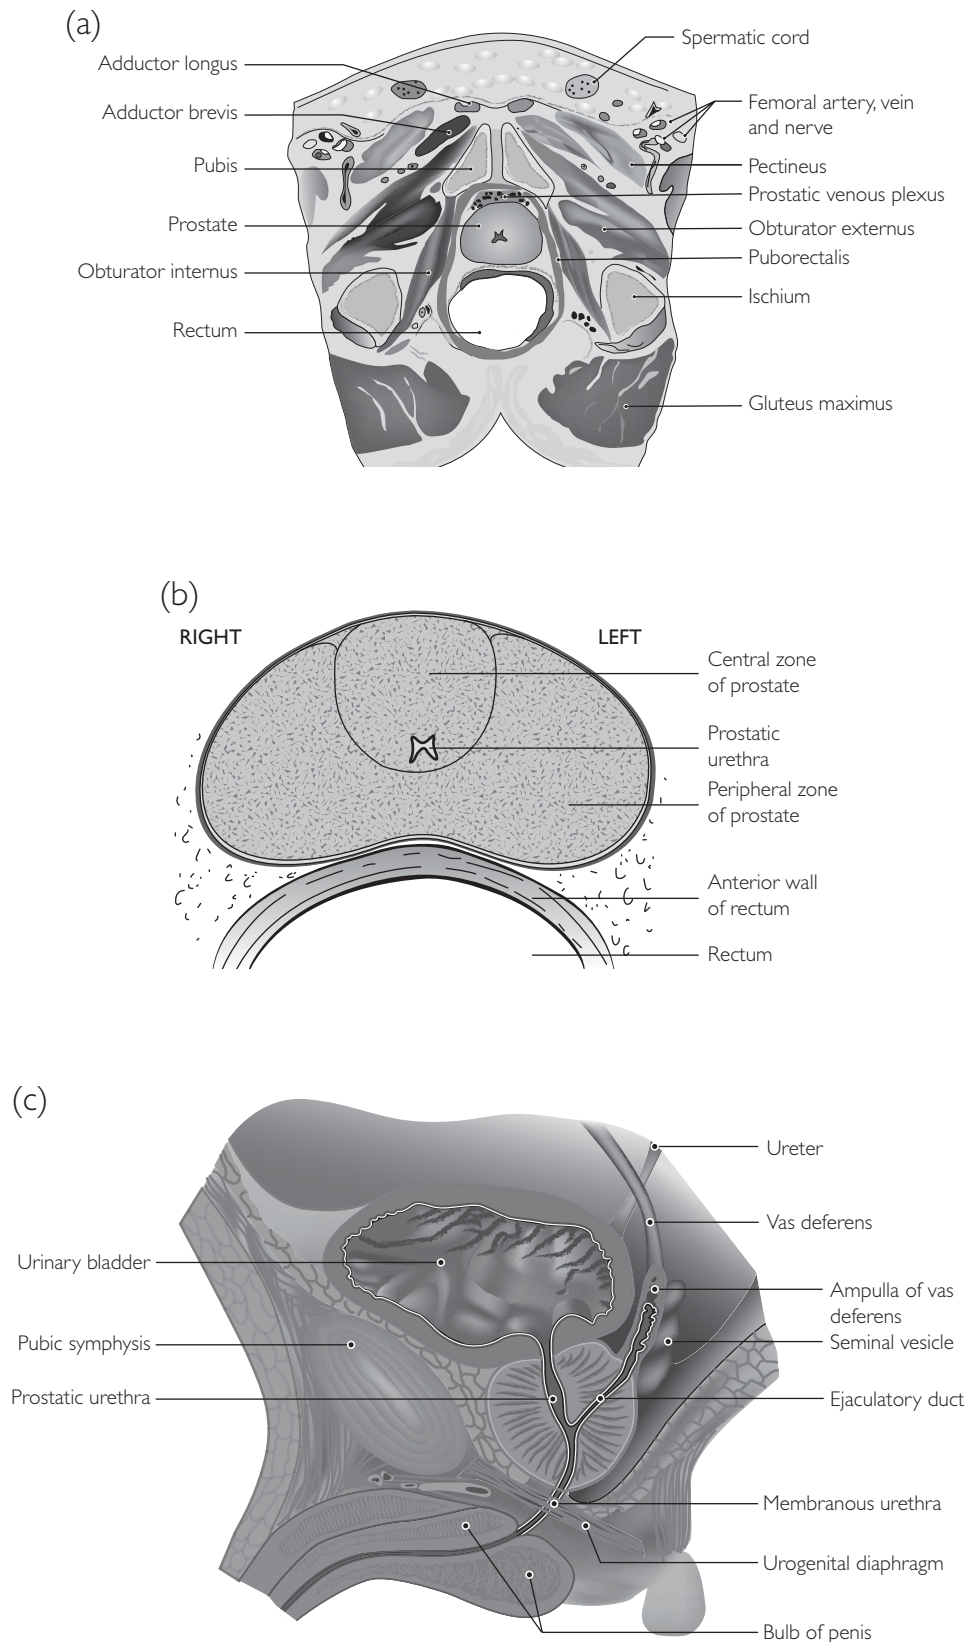 (a)
Adductor longus
Adductor brevis
Pubis
Prostate
Obturator internus
Rectum
Spermatic cord
Femoral artery, vein
and nerve
Pectineus
Prostatic venous plexus
Obturator externus
Puborectalis
Ischium
Gluteus maximus
(b)
RIGHT
LEFT
Central zone
of prostate
Prostatic
urethra
Peripheral zone
of prostate
Anterior wall
of rectum
Rectum
(c)
Urinary bladder
Pubic symphysis
Prostatic urethra
Ureter
Vas deferens
Ampulla of vas
deferens
Seminal vesicle
Ejaculatory duct
Membranous urethra
Urogenital diaphragm
Bulb of penis